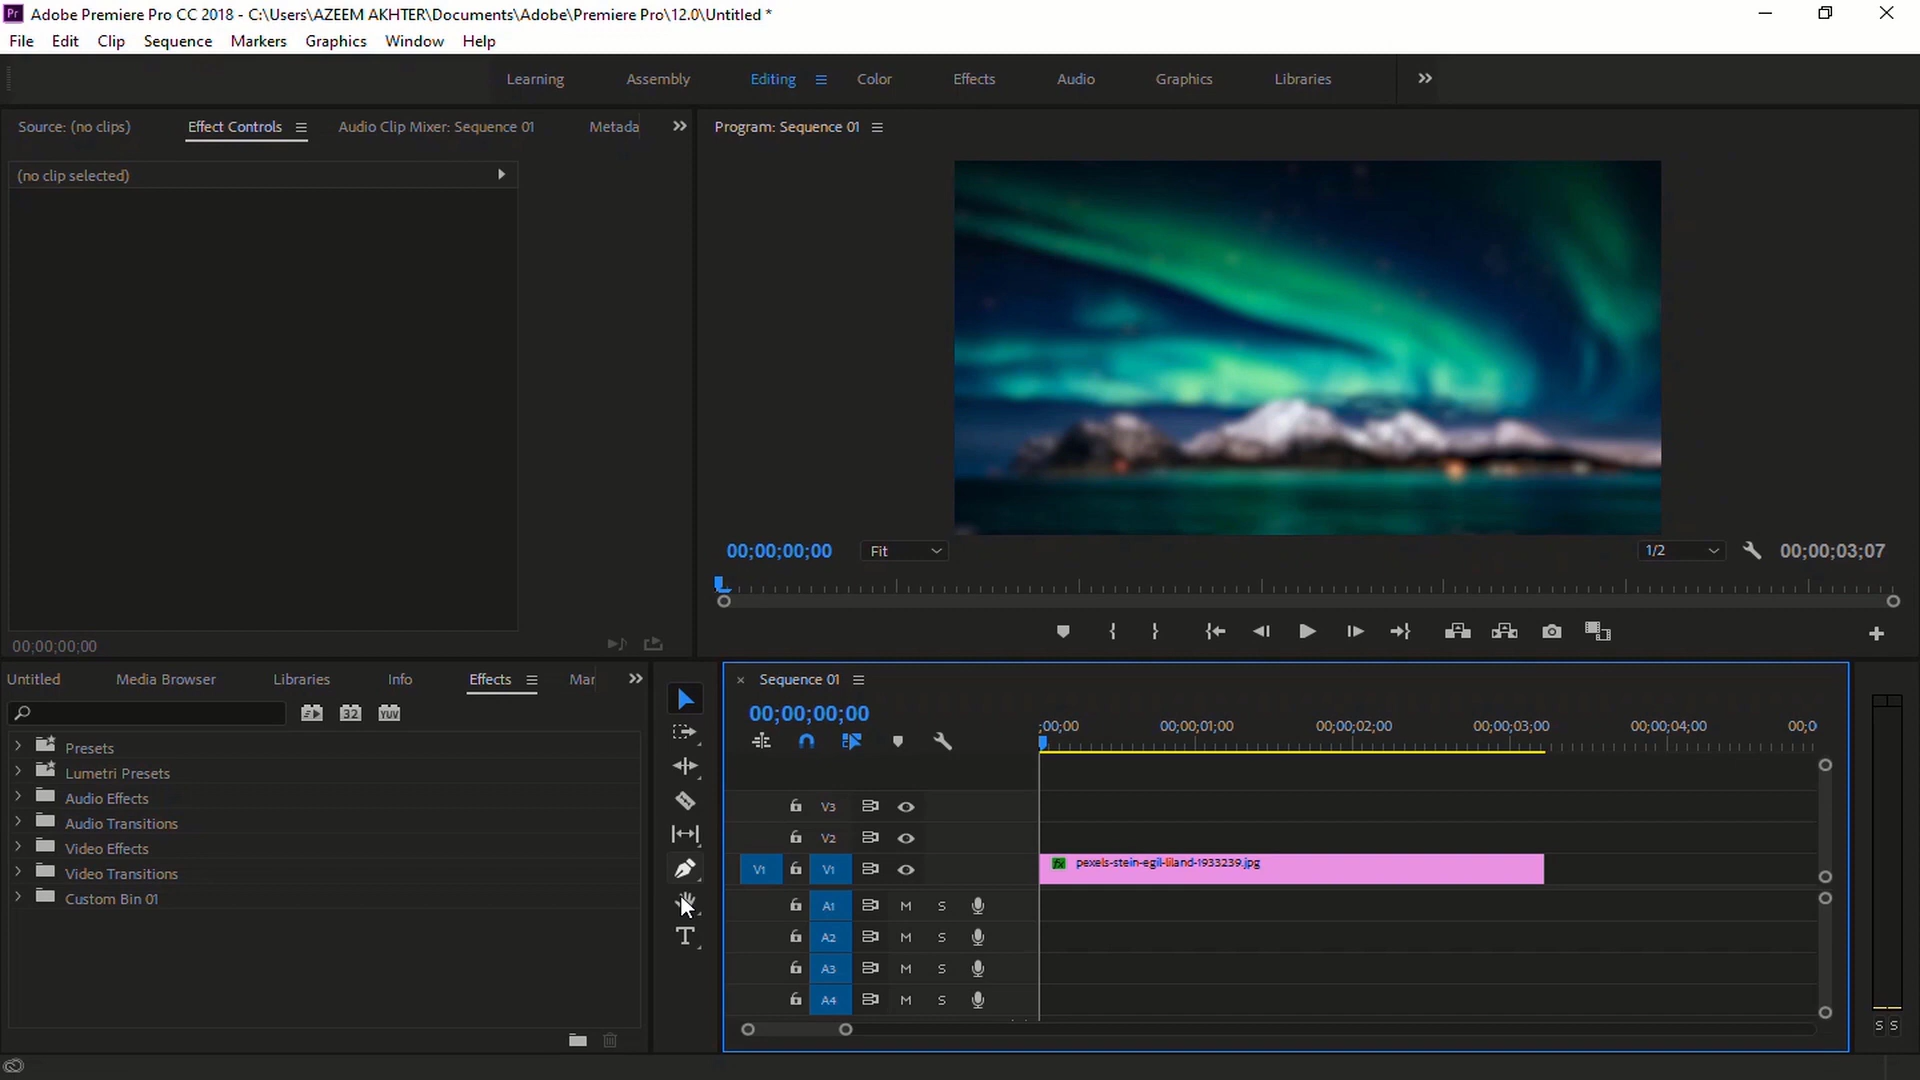 Pr Adobe Premiere Pro CC 2018 - C:\Users\AZEEM AKHTER\Documents\Adobe\Premiere Pro\12.0\Untitled *
File Edit Clip Sequence Markers Graphics Window Help
Learning Assembly Editing Color Effects Audio Graphics Libraries
Source: (no clips) Effect Controls Audio Clip Mixer: Sequence 01 Metada
Program: Sequence 01
(no clip selected)
00;00;00;00 Fit 1/2 00;00;03;07
00;00;00;00
Untitled Media Browser Libraries Info Effects Mar
32 YUV
Presets
Lumetri Presets
Audio Effects
Audio Transitions
Video Effects
Video Transitions
Custom Bin 01
T
× Sequence 01
00;00;00;00
;00;00 00;00;01;00 00;00;02;00 00;00;03;00 00;00;04;00 00;0
V3
V2
V1 V1 fx pexels-stein-egil-liland-1933239.jpg
A1 M S
A2 M S
A3 M S
A4 M S
S S